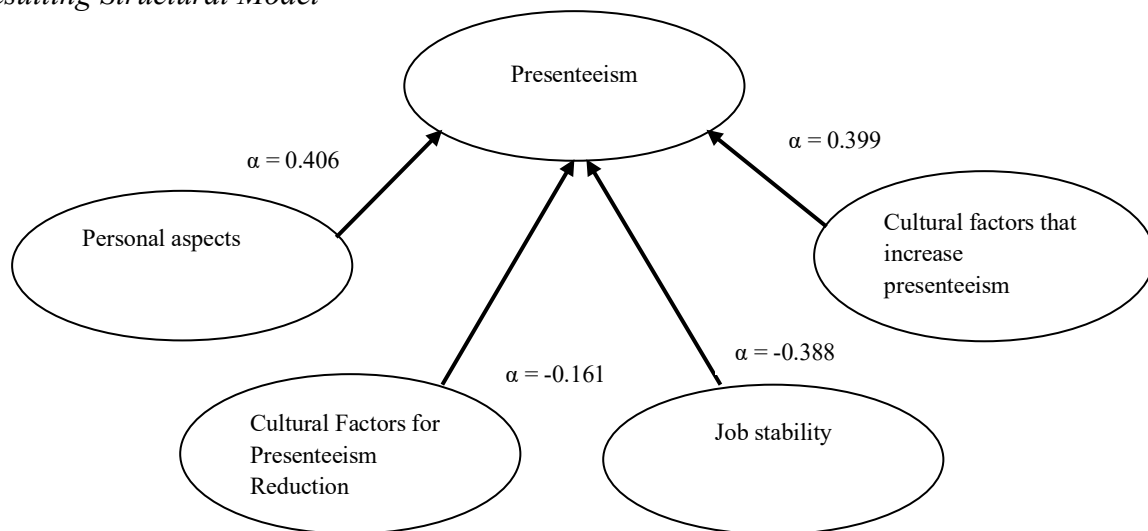 Structural Model
Presenteeism
α = 0.406
α = 0.399
Personal aspects
Cultural factors that
increase
presenteeism
α = -0.161
α = -0.388
Cultural Factors for
Presenteeism
Reduction
Job stability